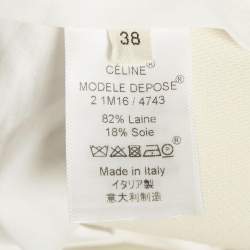 38
CÉLINE®
MODELE DEPOSE®
2 1M16 / 4743
82% Laine
18% Soie
Made in Italy
イタリア製
意大利制造